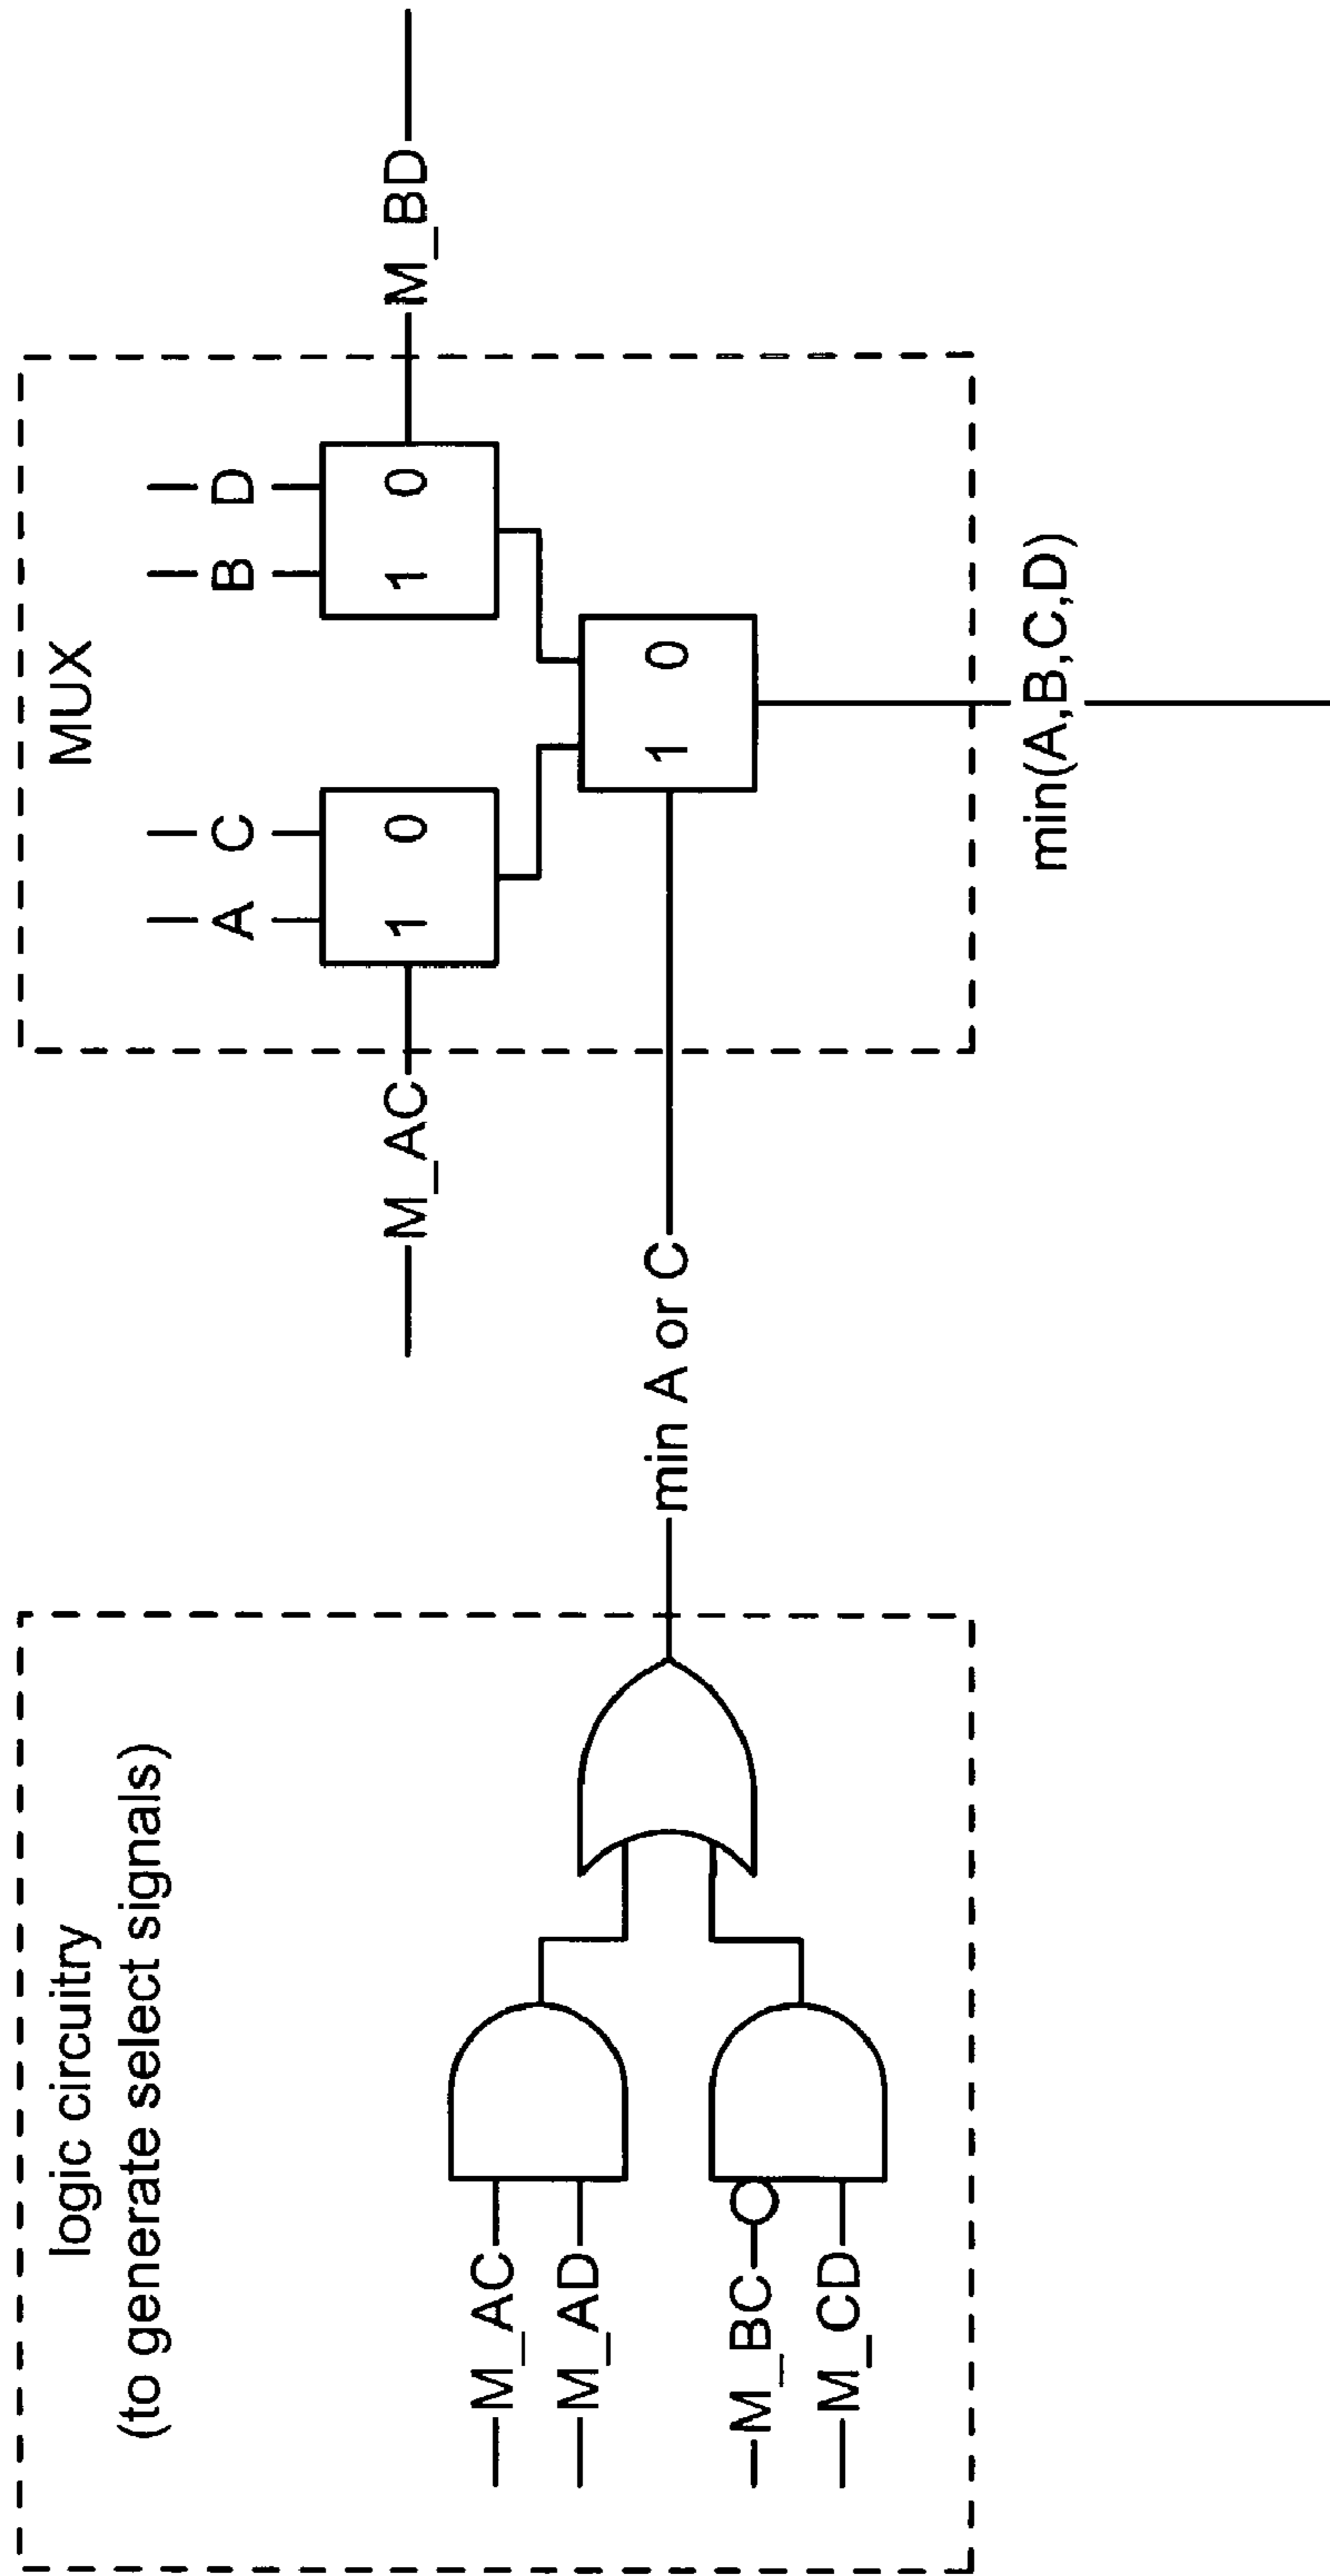 logic circuitry
(to generate select signals)
M_AC
M_AD
M_BC
M_CD
min A or C
MUX
M_AC
A
C
B
D
1
0
1
0
M_BD
1
0
min(A,B,C,D)